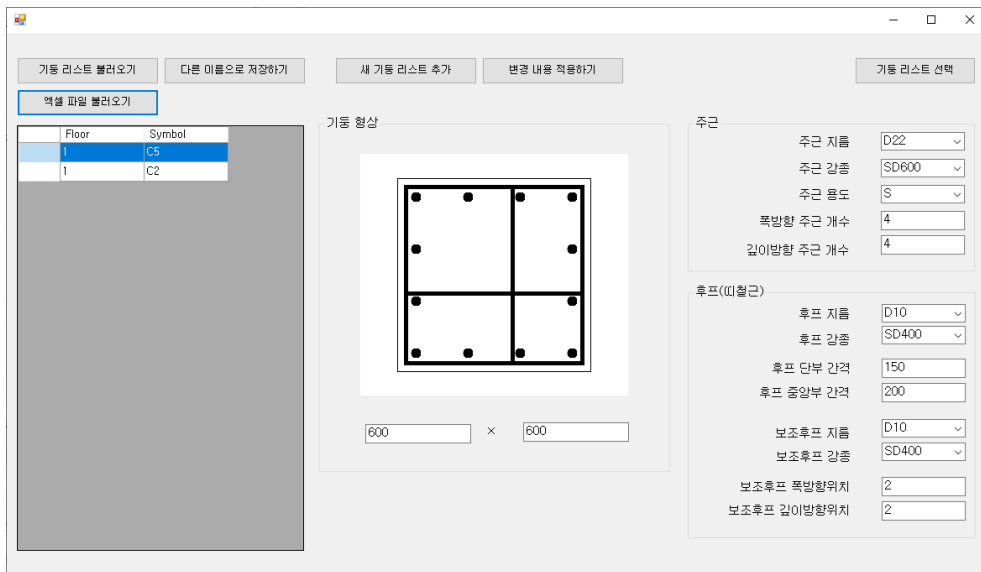 기둥 리스트 불러오기 다른 이름으로 저장하기 새 기둥 리스트 추가 변경 내용 적용하기 기둥 리스트 선택
엑셀 파일 불러오기
Floor Symbol
1 C5
1 C2
기둥 형상
600 × 600
주근
주근 지름 D22
주근 강종 SD600
주근 용도 S
폭방향 주근 개수 4
깊이방향 주근 개수 4
후프(띠철근)
후프 지름 D10
후프 강종 SD400
후프 단부 간격 150
후프 중앙부 간격 200
보조후프 지름 D10
보조후프 강종 SD400
보조후프 폭방향위치 2
보조후프 깊이방향위치 2